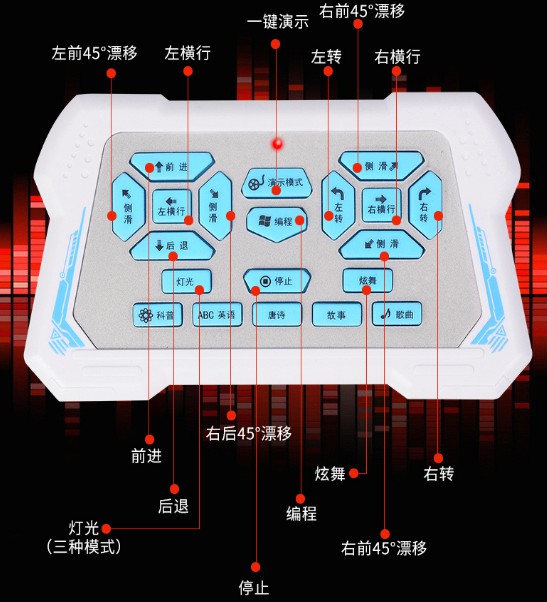 一键演示
右前45°漂移
左前45°漂移
左横行
左转
右横行
前 进
演示模式
侧 滑
侧滑
左横行
侧滑
编程
左转
右横行
右转
后 退
侧 滑
灯光
停止
炫舞
科普
ABC 英语
唐诗
故事
歌曲
右后45°漂移
前进
炫舞
右转
后退
编程
灯光
(三种模式)
右前45°漂移
停止